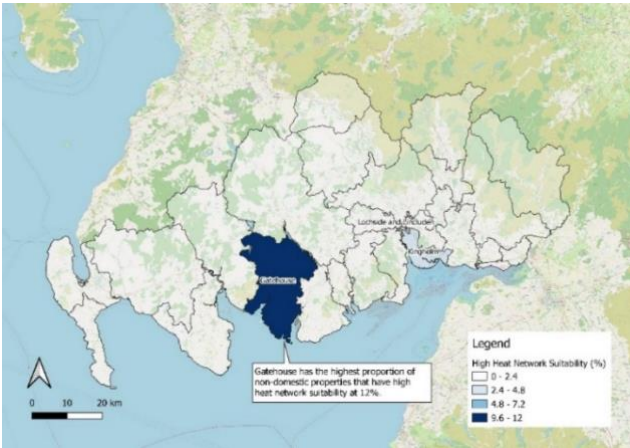 Lochside and Lincluden
Kingholm
Gatehouse
Gatehouse has the highest proportion of
non-domestic properties that have high
heat network suitability at 12%.
Legend
High Heat Network Suitability (%)
0 - 2.4
2.4 - 4.8
4.8 - 7.2
9.6 - 12
0 10 20 km